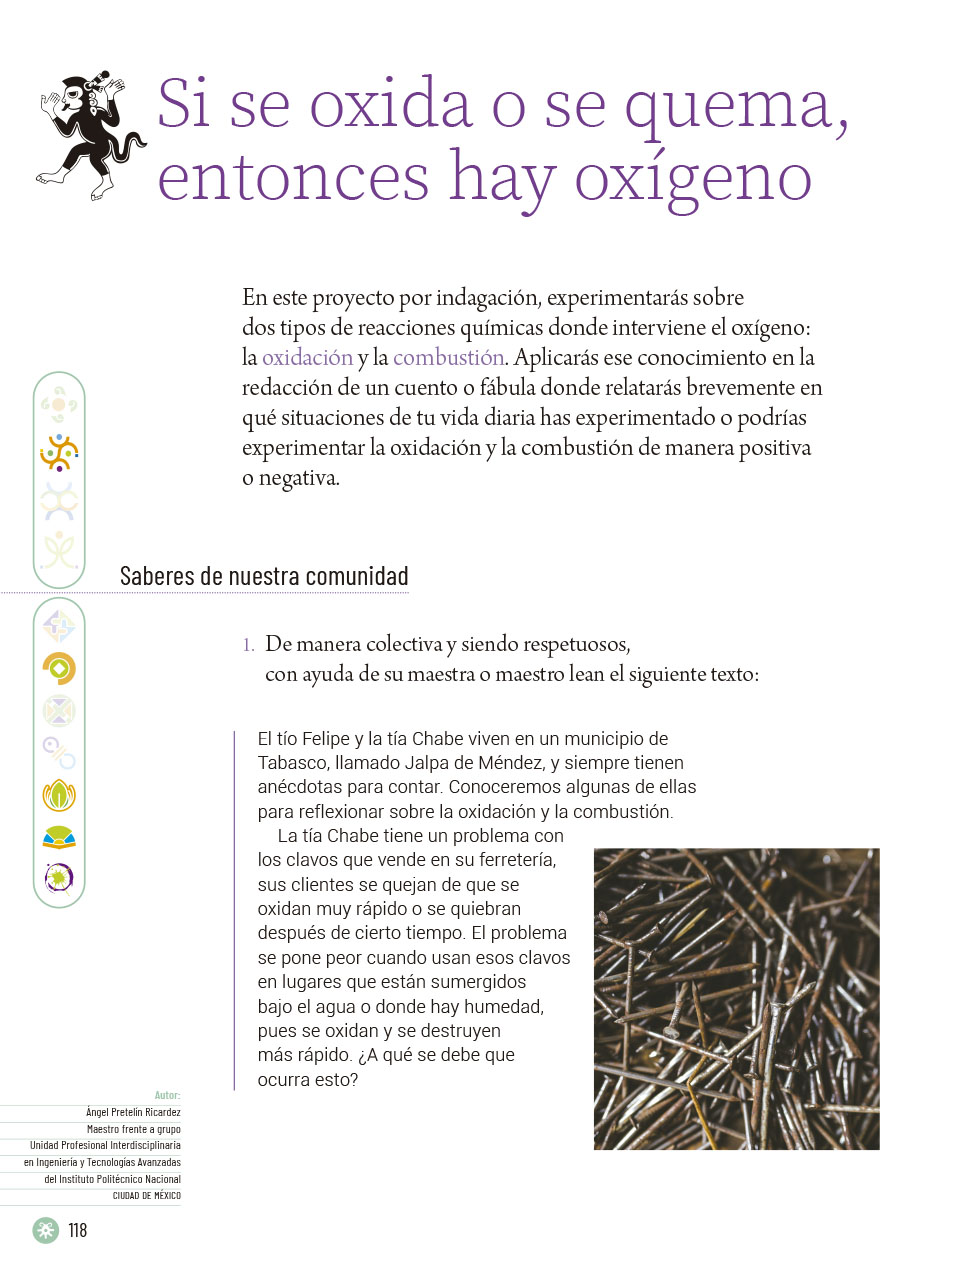 Si se oxida o se quema,
entonces hay oxígeno
En este proyecto por indagación, experimentarás sobre
dos tipos de reacciones químicas donde interviene el oxígeno:
la oxidación y la combustión. Aplicarás ese conocimiento en la
redacción de un cuento o fábula donde relatarás brevemente en
qué situaciones de tu vida diaria has experimentado o podrías
experimentar la oxidación y la combustión de manera positiva
o negativa.
Saberes de nuestra comunidad
1. De manera colectiva y siendo respetuosos,
con ayuda de su maestra o maestro lean el siguiente texto:
El tío Felipe y la tía Chabe viven en un municipio de
Tabasco, llamado Jalpa de Méndez, y siempre tienen
anécdotas para contar. Conoceremos algunas de ellas
para reflexionar sobre la oxidación y la combustión.
La tía Chabe tiene un problema con
los clavos que vende en su ferretería,
sus clientes se quejan de que se
oxidan muy rápido o se quiebran
después de cierto tiempo. El problema
se pone peor cuando usan esos clavos
en lugares que están sumergidos
bajo el agua o donde hay humedad,
pues se oxidan y se destruyen
más rápido. ¿A qué se debe que
ocurra esto?
Autor:
Ángel Pretelín Ricardez
Maestro frente a grupo
Unidad Profesional Interdisciplinaria
en Ingeniería y Tecnologías Avanzadas
del Instituto Politécnico Nacional
CIUDAD DE MÉXICO
118